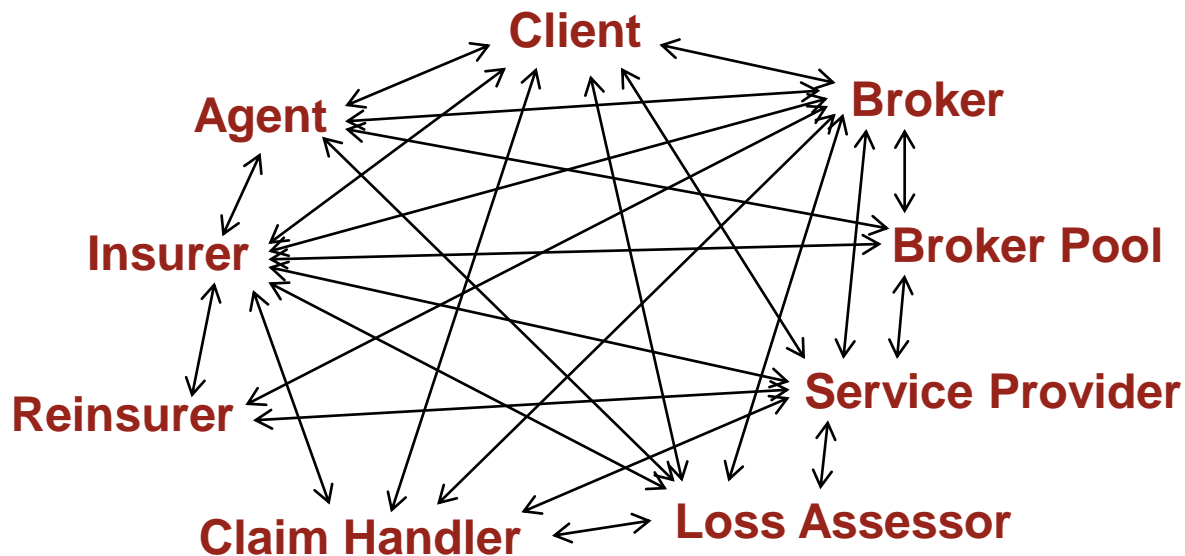 Client
Broker
Agent
Broker Pool
Insurer
Service Provider
Reinsurer
Loss Assessor
Claim Handler